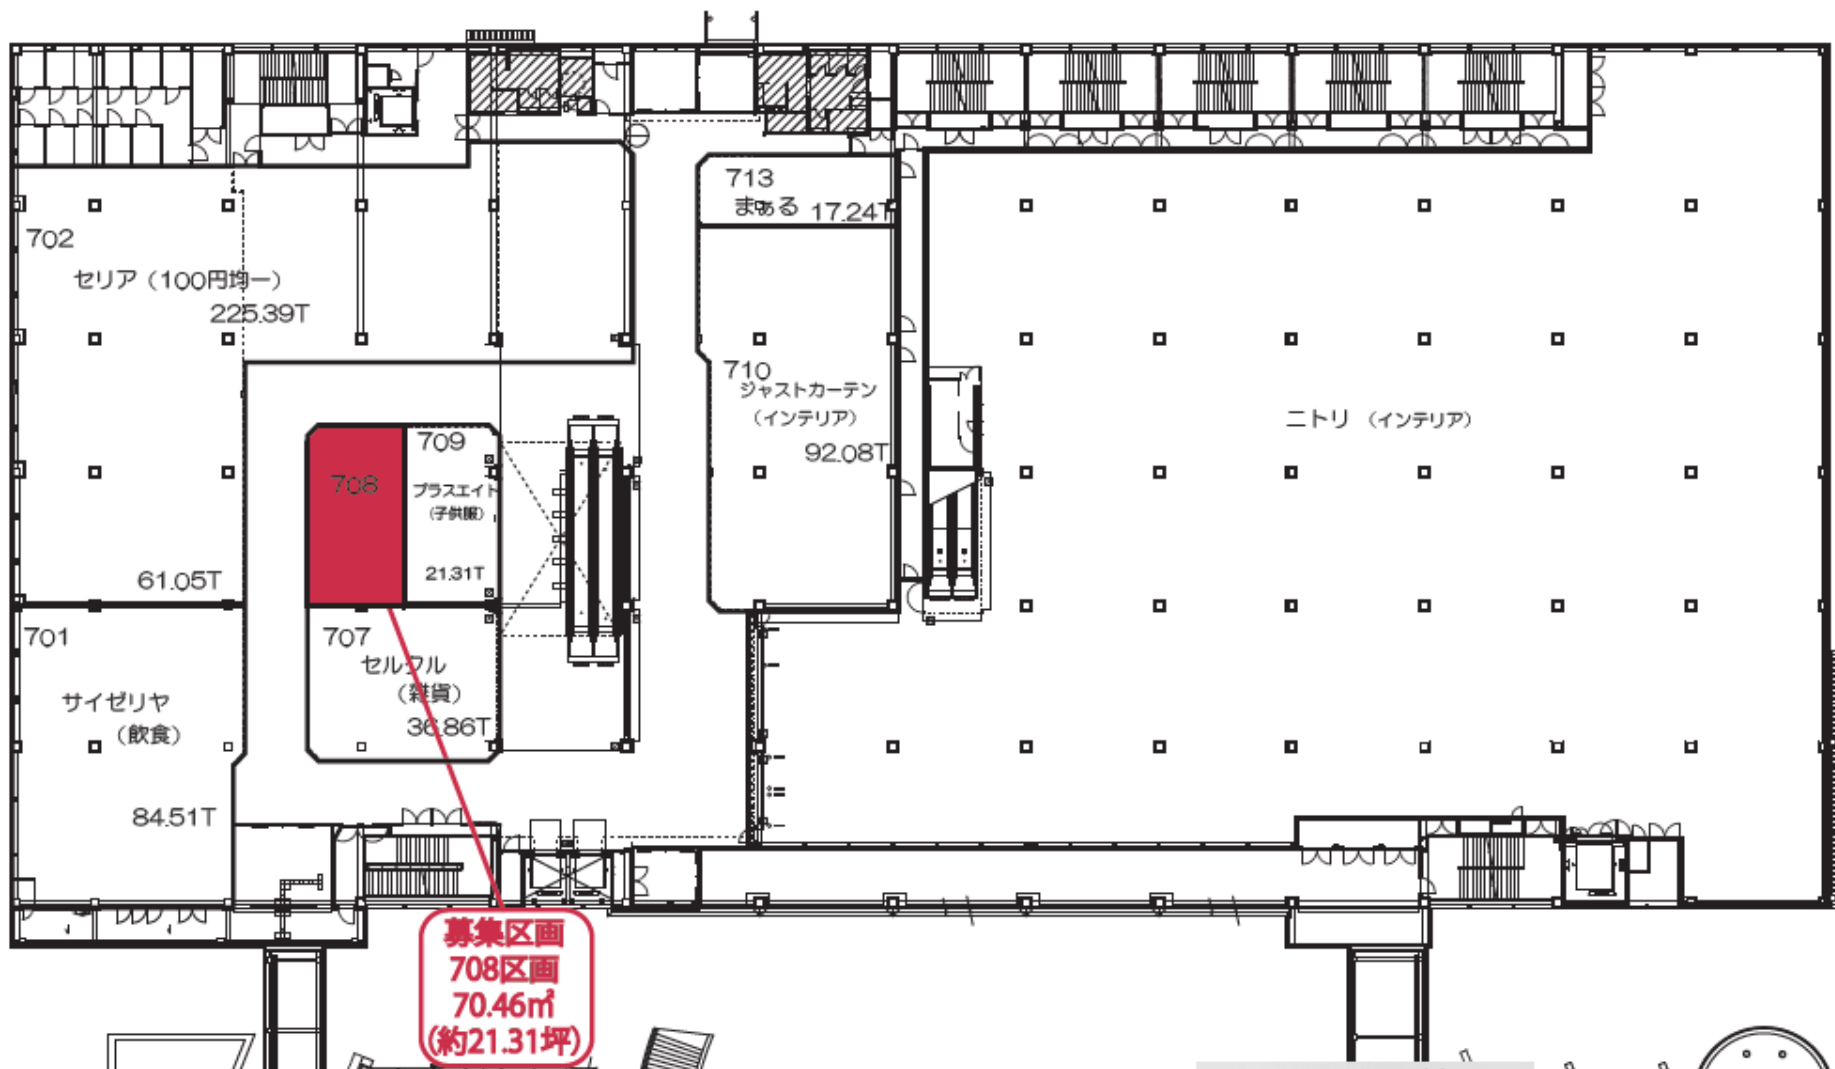 713
まぁる 17.24T
702
セリア（100円均一）
225.39T
710
ジャストカーテン
（インテリア）
92.08T
ニトリ （インテリア）
708
709
プラスエイト
（子供服）
21.31T
61.05T
701
サイゼリヤ
（飲食）
84.51T
707
セルクル
（雑貨）
36.86T
募集区画
708区画
70.46㎡
(約21.31坪)